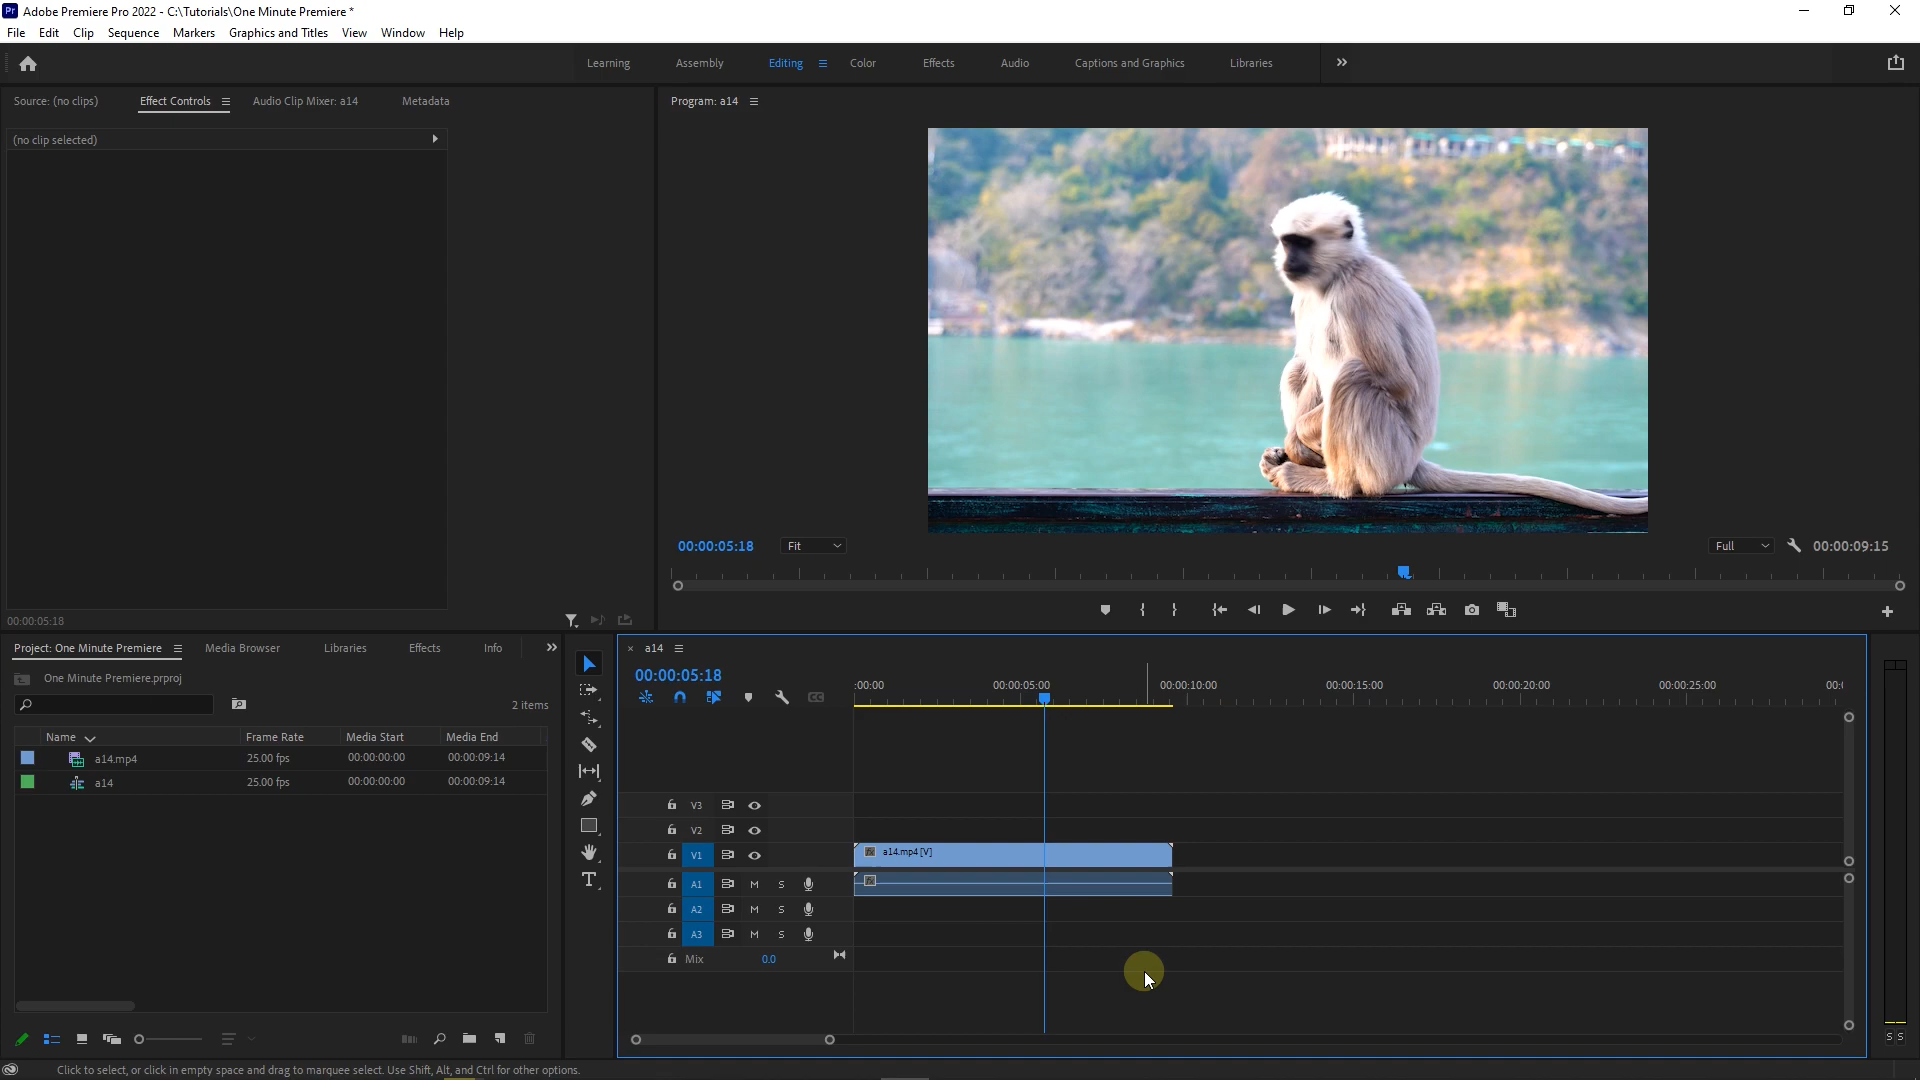 Pr Adobe Premiere Pro 2022 - C:\Tutorials\One Minute Premiere *
File Edit Clip Sequence Markers Graphics and Titles View Window Help
Learning Assembly Editing Color Effects Audio Captions and Graphics Libraries
Source: (no clips) Effect Controls Audio Clip Mixer: a14 Metadata
Program: a14
(no clip selected)
00:00:05:18 Fit Full 00:00:09:15
00:00:05:18
Project: One Minute Premiere Media Browser Libraries Effects Info
a14
One Minute Premiere.prproj
00:00:05:18
:00:00 00:00:05:00 00:00:10:00 00:00:15:00 00:00:20:00 00:00:25:00 00:(
2 items
Name Frame Rate Media Start Media End
a14.mp4 25.00 fps 00:00:00:00 00:00:09:14
a14 25.00 fps 00:00:00:00 00:00:09:14
V3
V2
V1 fx a14.mp4 [V]
A1 M S fx
A2 M S
A3 M S
Mix 0.0
T
CC
S S
Click to select, or click in empty space and drag to marquee select. Use Shift, Alt, and Ctrl for other options.